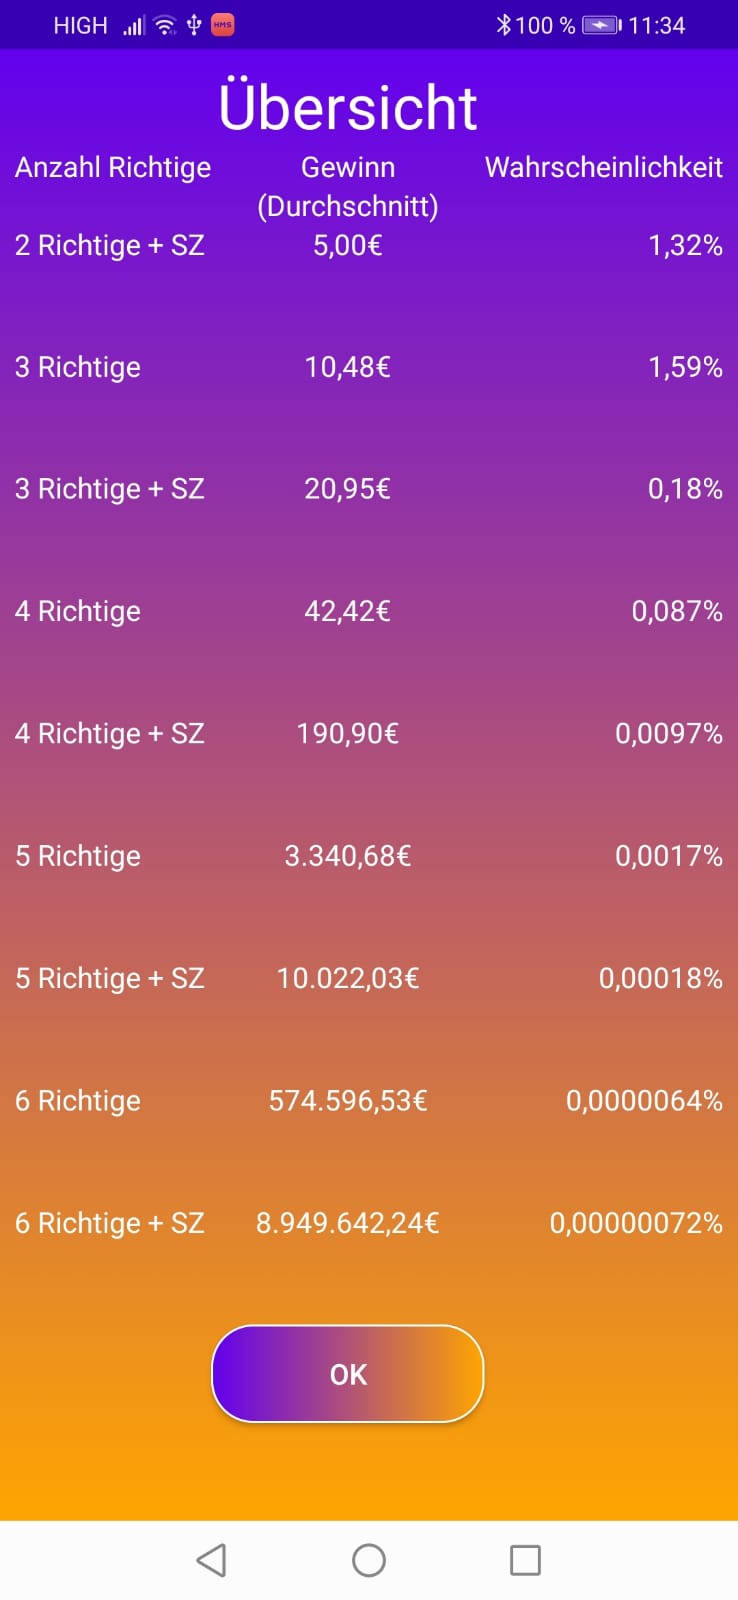 HIGH HMS 100 % 11:34
Übersicht
Anzahl Richtige Gewinn (Durchschnitt) Wahrscheinlichkeit
2 Richtige + SZ 5,00€ 1,32%
3 Richtige 10,48€ 1,59%
3 Richtige + SZ 20,95€ 0,18%
4 Richtige 42,42€ 0,087%
4 Richtige + SZ 190,90€ 0,0097%
5 Richtige 3.340,68€ 0,0017%
5 Richtige + SZ 10.022,03€ 0,00018%
6 Richtige 574.596,53€ 0,0000064%
6 Richtige + SZ 8.949.642,24€ 0,00000072%
OK